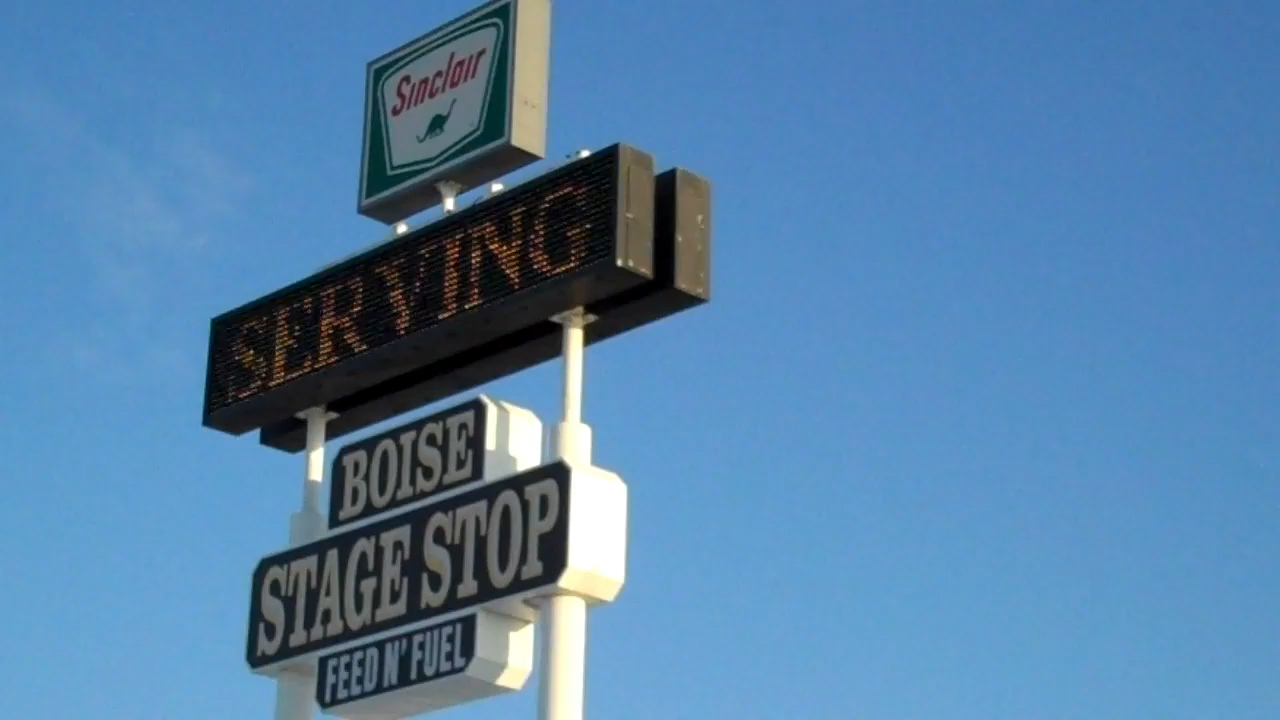 Sinclair
SERVING
BOISE
STAGE STOP
FEED N' FUEL